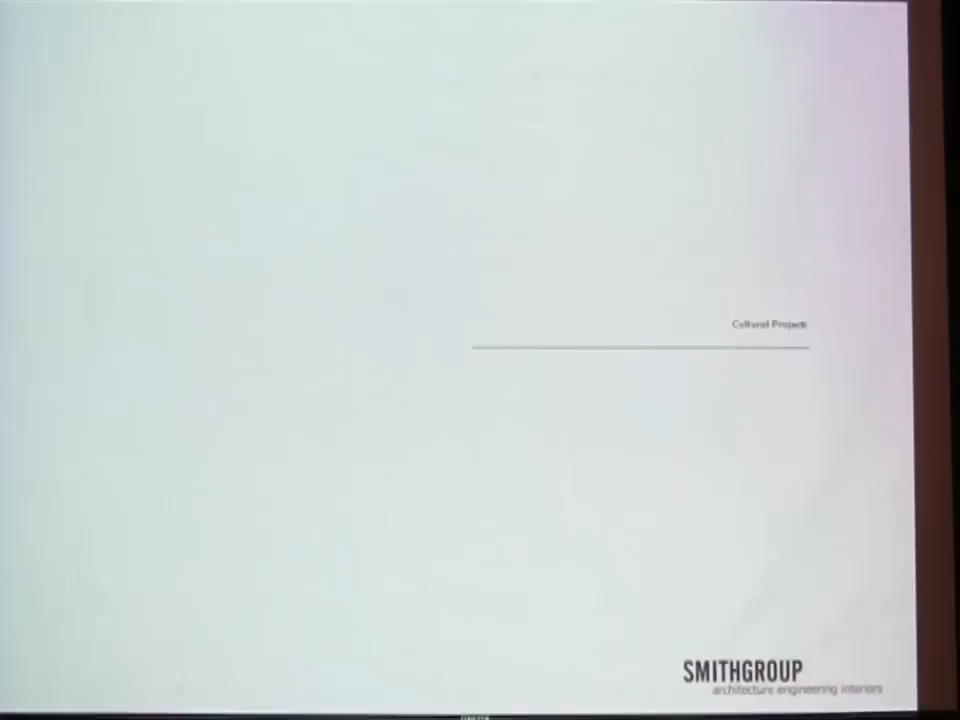 Cultural Projects
SMITHGROUP
architecture engineering interiors